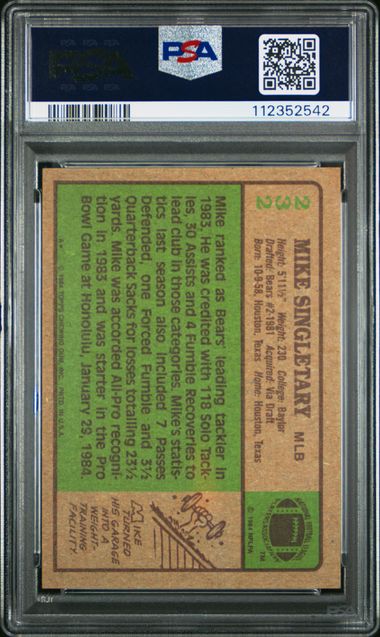 PSA
112352542
232
MIKE SINGLETARY MLB
Height: 5'11½" Weight: 230 College: Baylor
Drafted: Bears #2-1981 Acquired: Via Draft
Born: 10-9-58, Houston, Texas Home: Houston, Texas
Mike ranked as Bears' leading tackler in
1983. He was credited with 118 Solo Tack-
les, 30 Assists and 4 Fumble Recoveries to
lead club in those categories. Mike's statis-
tics last season also included 7 Passes
Defended, one Forced Fumble and 3½
Quarterback Sacks for losses totalling 23½
yards. Mike was accorded All-Pro recogni-
tion in 1983 and was starter in the Pro
Bowl Game at Honolulu, January 29, 1984.
© 1984 TOPPS CHEWING GUM, INC. PRTD. IN U.S.A.
© 1984 NFLPA
TM
MIKE
TURNED
HIS GARAGE
INTO A
WEIGHT-
TRAINING
FACILITY.